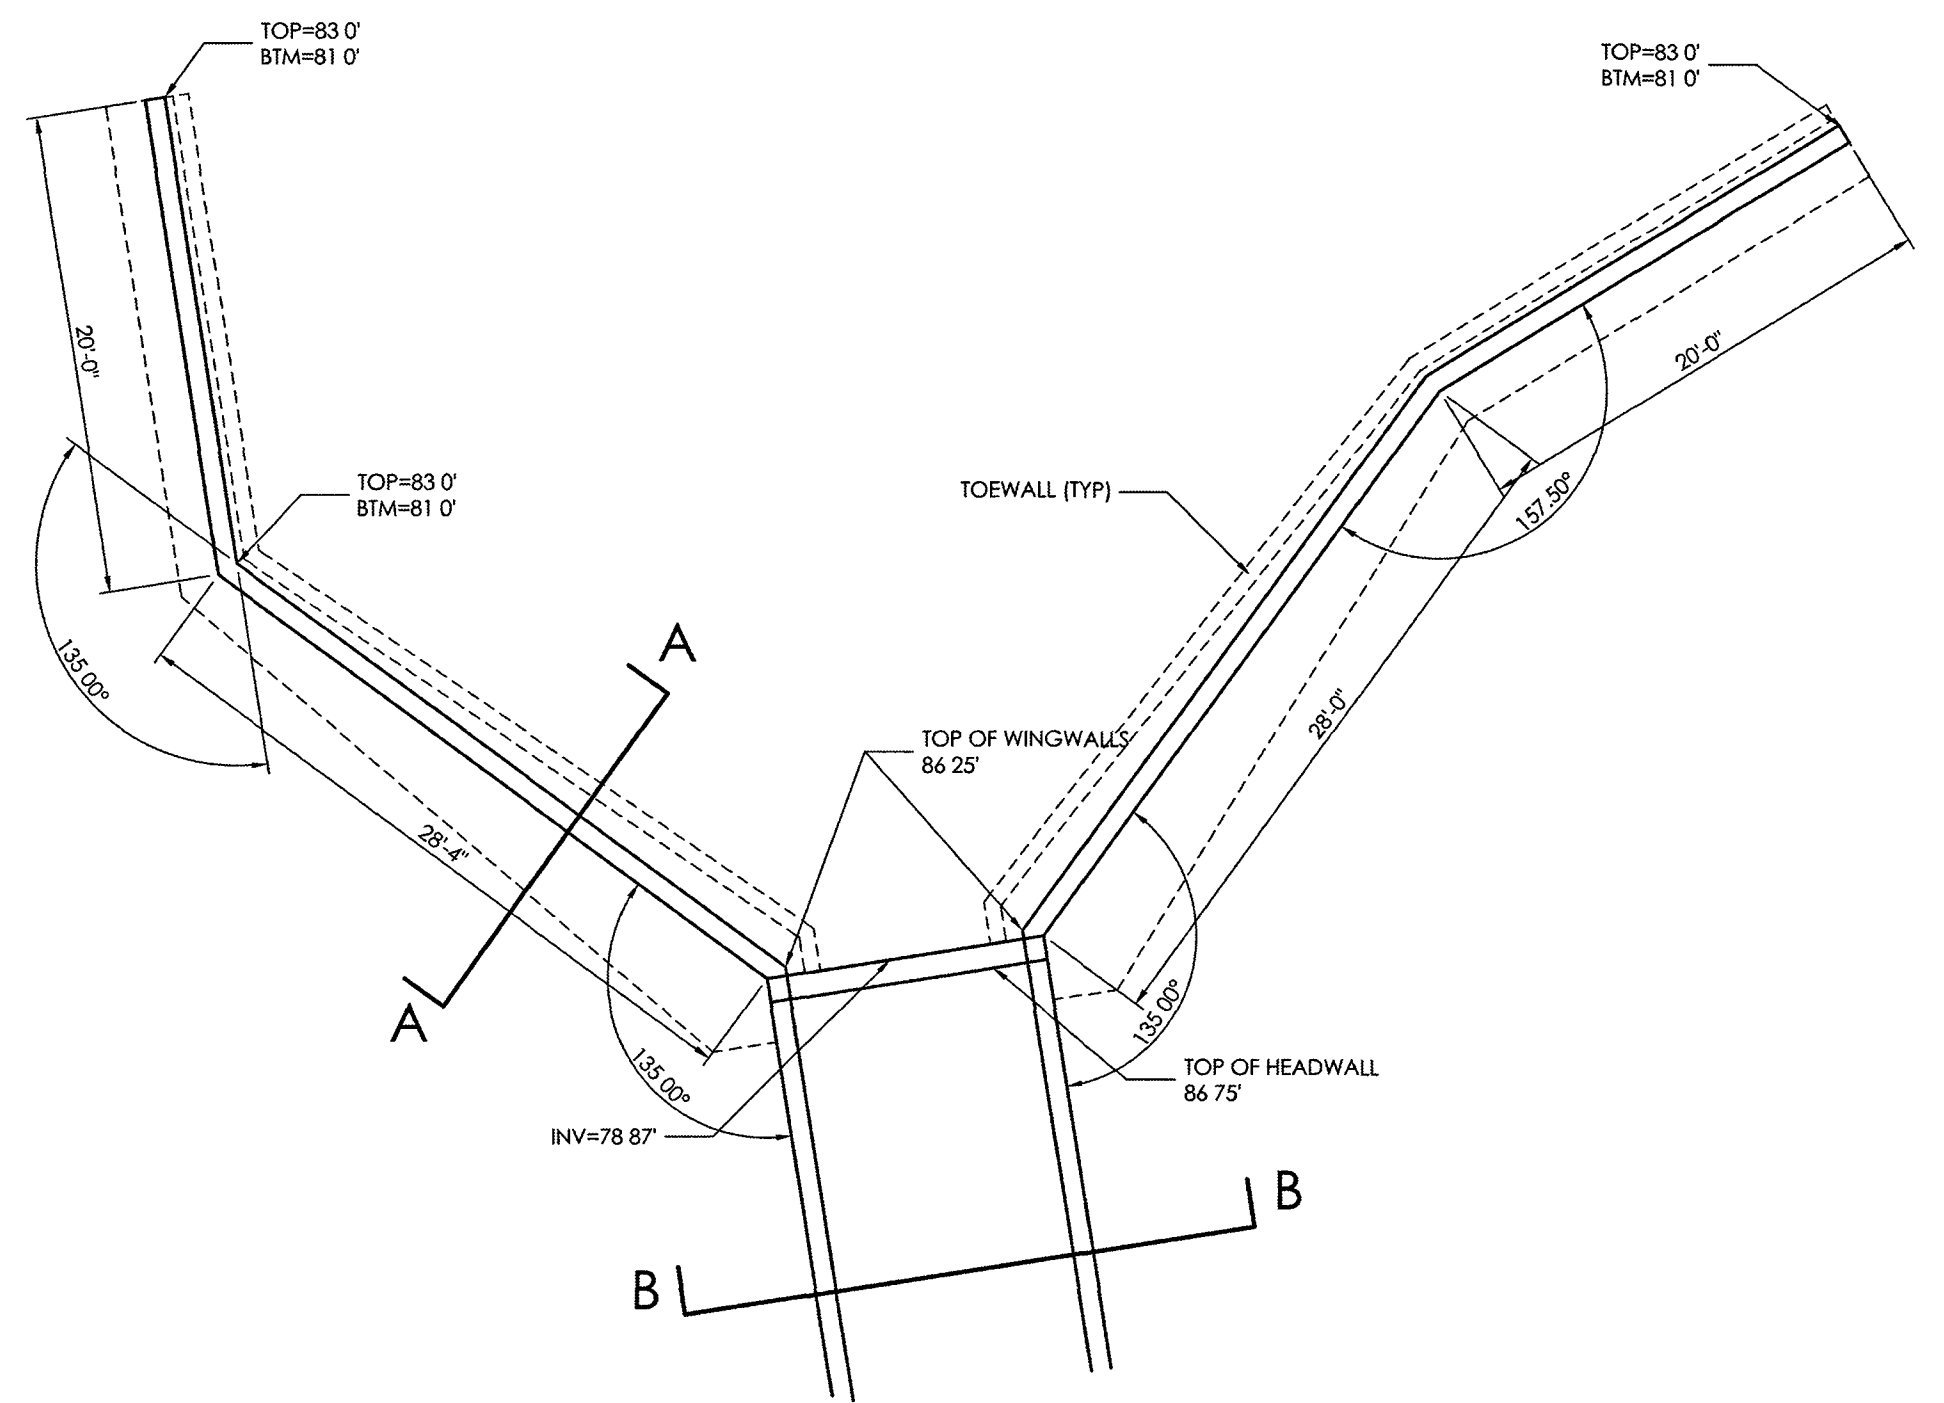 TOP=83 0'
BTM=81 0'
TOP=83 0'
BTM=81 0'
20'-0"
20'-0"
TOP=83 0'
BTM=81 0'
TOEWALL (TYP)
157.50°
135 00°
A
28'-0"
TOP OF WINGWALLS
86 25'
28'-4"
A
135 00°
135 00°
TOP OF HEADWALL
86 75'
INV=78 87'
B
B